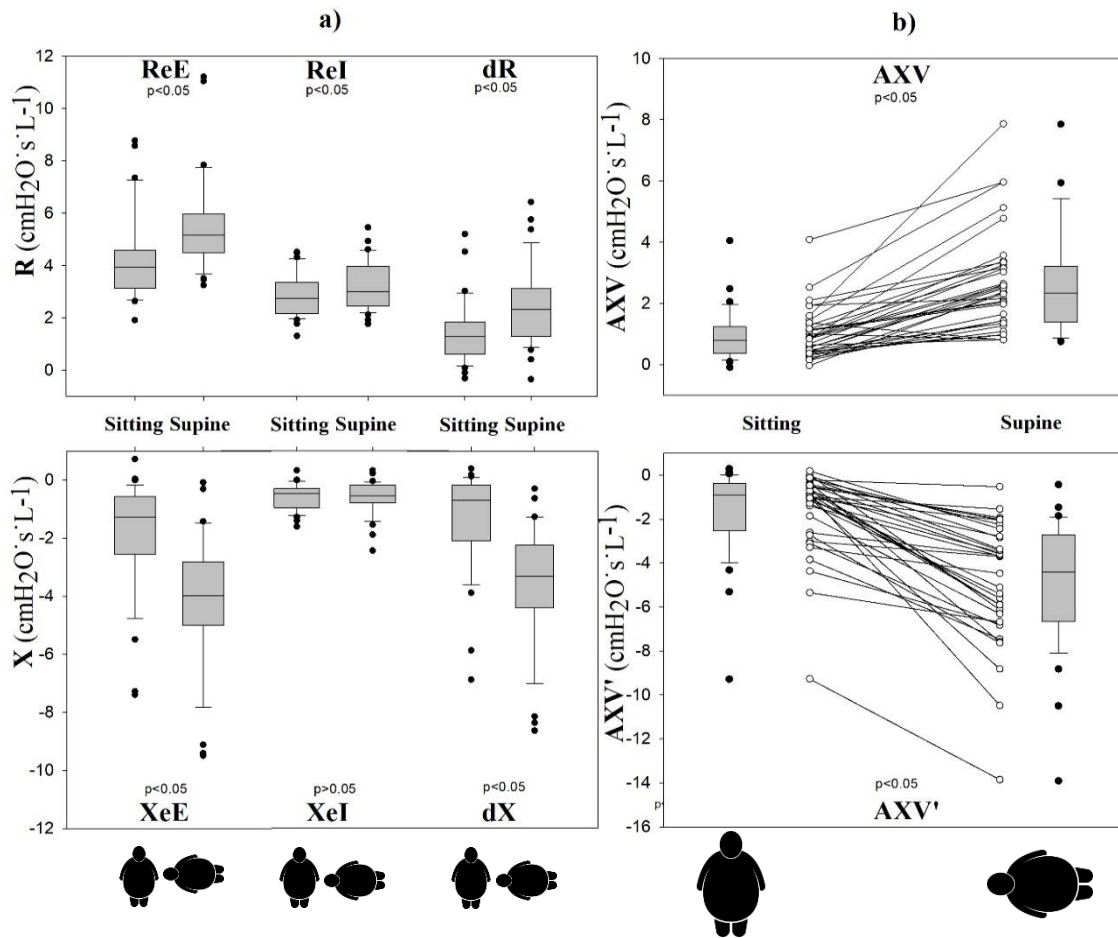 a)
b)
12
10
8
6
4
2
0
R (cmH2O˙s˙L-1)
ReE
p<0.05
ReI
p<0.05
dR
p<0.05
10
8
6
4
2
0
AXV (cmH2O˙s˙L-1)
AXV
p<0.05
Sitting Supine
Sitting Supine
Sitting Supine
Sitting
Supine
0
-2
-4
-6
-8
-10
-12
X (cmH2O˙s˙L-1)
p<0.05
XeE
p>0.05
XeI
p<0.05
dX
0
-2
-4
-6
-8
-10
-12
-14
-16
AXV' (cmH2O˙s˙L-1)
p<0.05
AXV'